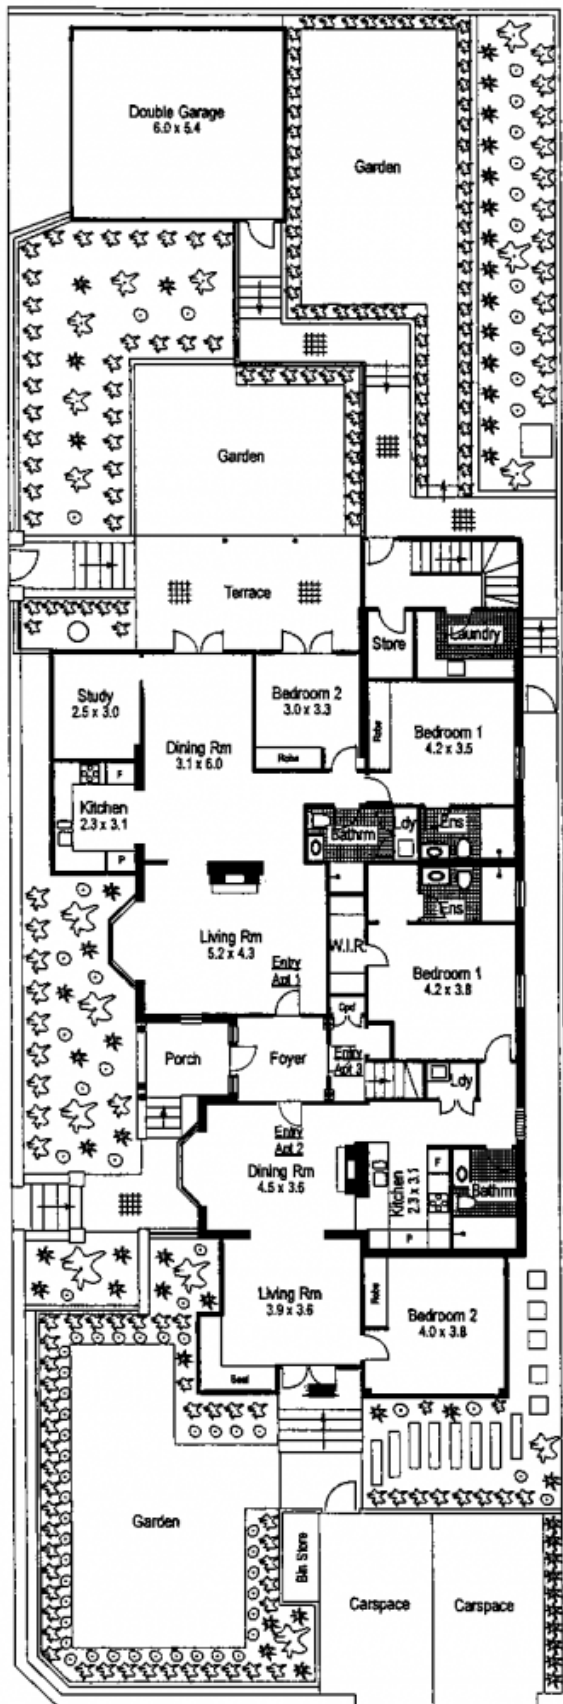 Double Garage
6.0 x 5.4
Garden
Garden
Terrace
Store
Laundry
Study
2.5 x 3.0
Bedroom 2
3.0 x 3.3
Robe
Robe
Bedroom 1
4.2 x 3.5
Dining Rm
3.1 x 6.0
F
Kitchen
2.3 x 3.1
P
Bathrm
Ldy
Ens
Ens
Living Rm
5.2 x 4.3
W.I.R.
Bedroom 1
4.2 x 3.8
Entry
Apt 1
Cpd
Porch
Foyer
Entry
Apt 3
Ldy
Entry
Apt 2
Dining Rm
4.5 x 3.6
Kitchen
2.3 x 3.1
F
P
Bathrm
Living Rm
3.9 x 3.6
Robe
Bedroom 2
4.0 x 3.8
Seat
Garden
Bin Store
Carspace
Carspace